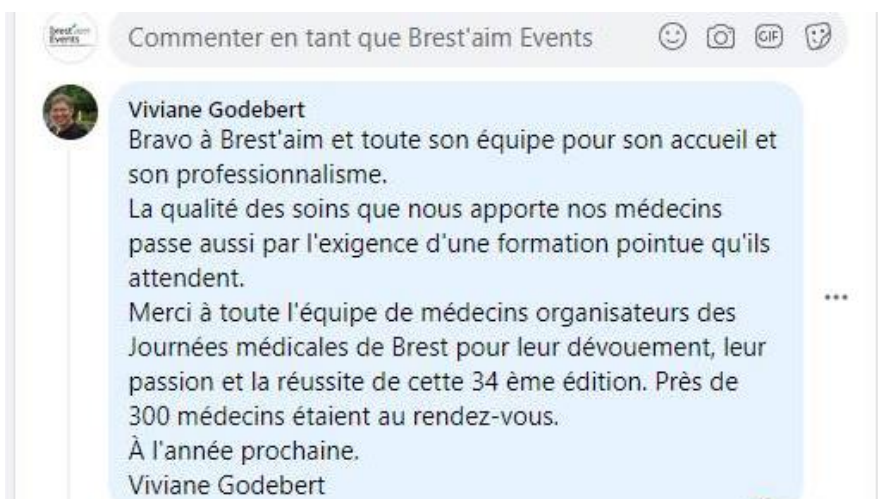 Brest'aim
Events
Commenter en tant que Brest'aim Events
GIF
Viviane Godebert
Bravo à Brest'aim et toute son équipe pour son accueil et
son professionnalisme.
La qualité des soins que nous apporte nos médecins
passe aussi par l'exigence d'une formation pointue qu'ils
attendent.
Merci à toute l'équipe de médecins organisateurs des
Journées médicales de Brest pour leur dévouement, leur
passion et la réussite de cette 34 ème édition. Près de
300 médecins étaient au rendez-vous.
À l'année prochaine.
Viviane Godebert